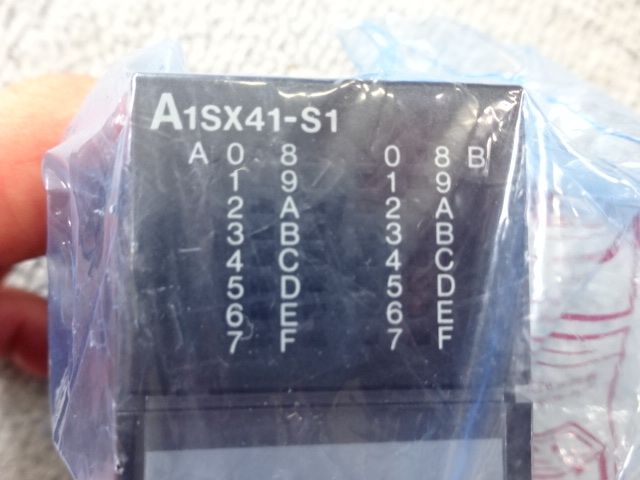 A1SX41-S1
A 0 8 0 8 B
1 9 1 9
2 A 2 A
3 B 3 B
4 C 4 C
5 D 5 D
6 E 6 E
7 F 7 F